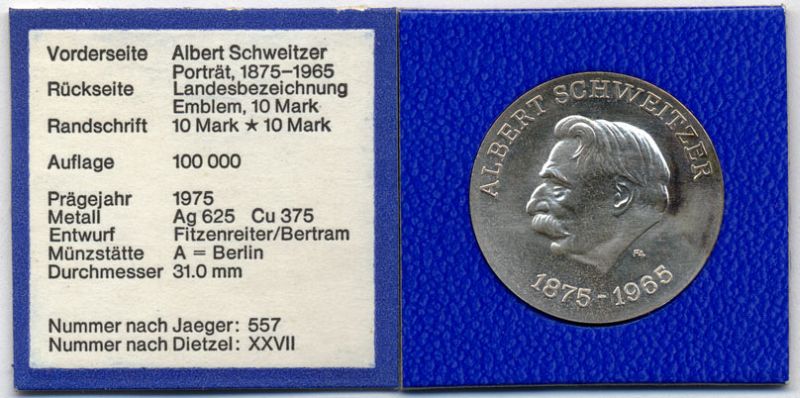 Vorderseite Albert Schweitzer
Porträt, 1875–1965
Rückseite Landesbezeichnung
Emblem, 10 Mark
Randschrift 10 Mark ★ 10 Mark
Auflage 100 000
Prägejahr 1975
Metall Ag 625 Cu 375
Entwurf Fitzenreiter/Bertram
Münzstätte A = Berlin
Durchmesser 31.0 mm
Nummer nach Jaeger: 557
Nummer nach Dietzel: XXVII
ALBERT SCHWEITZER
1875-1965